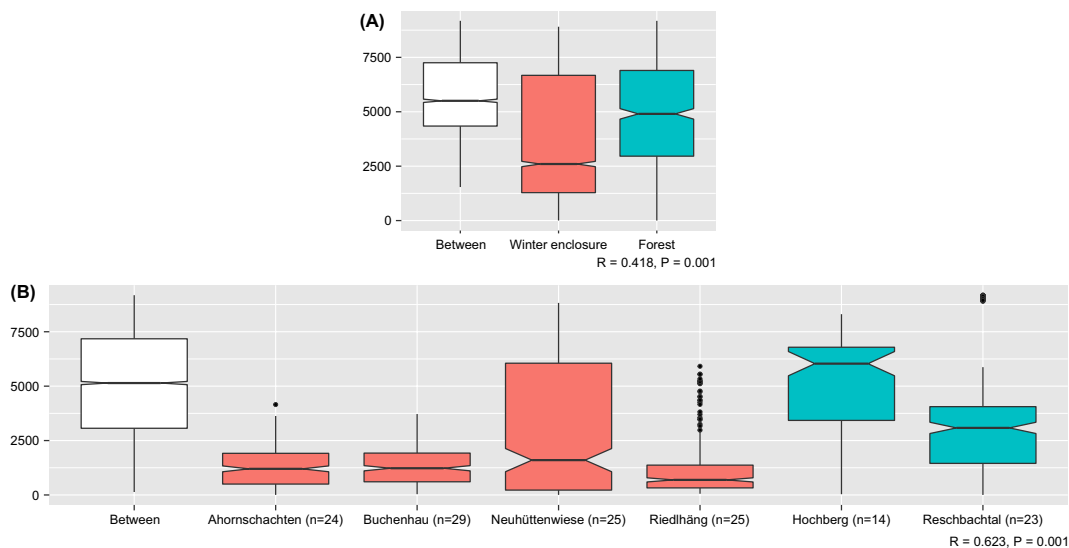 (A)
7500
5000
2500
0
Between Winter enclosure Forest
R = 0.418, P = 0.001
(B)
7500
5000
2500
0
Between Ahornschachten (n=24) Buchenhau (n=29) Neuhüttenwiese (n=25) Riedlhäng (n=25) Hochberg (n=14) Reschbachtal (n=23)
R = 0.623, P = 0.001